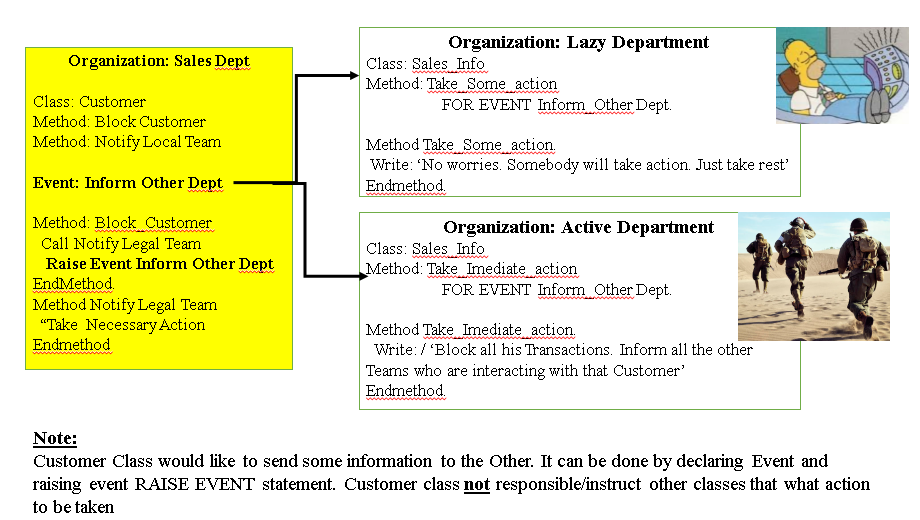 Organization: Sales Dept
Class: Customer
Method: Block Customer
Method: Notify Local Team
Event: Inform Other Dept
Method: Block_Customer
Call Notify Legal Team
Raise Event Inform Other Dept
EndMethod.
Method Notify Legal Team
“Take Necessary Action
Endmethod
Organization: Lazy Department
Class: Sales_Info
Method: Take_Some_action
FOR EVENT Inform_Other Dept.
Method Take_Some_action.
Write: ‘No worries. Somebody will take action. Just take rest’
Endmethod.
Organization: Active Department
Class: Sales_Info
Method: Take_Imediate_action
FOR EVENT Inform_Other Dept.
Method Take_Imediate_action.
Write: / ‘Block all his Transactions. Inform all the other
Teams who are interacting with that Customer’
Endmethod.
Note:
Customer Class would like to send some information to the Other. It can be done by declaring Event and
raising event RAISE EVENT statement. Customer class not responsible/instruct other classes that what action
to be taken